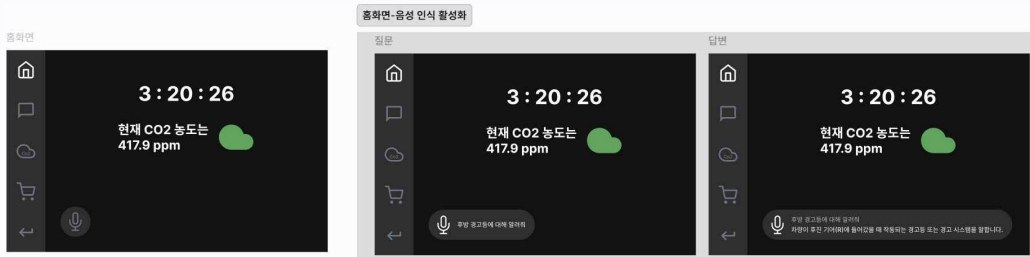 홈화면-음성 인식 활성화
홈화면
질문
답변
3 : 20 : 26
현재 CO2 농도는
417.9 ppm
3 : 20 : 26
현재 CO2 농도는
417.9 ppm
후방 경고등에 대해 알려줘
3 : 20 : 26
현재 CO2 농도는
417.9 ppm
후방 경고등에 대해 알려줘
차량이 후진 기어(R)에 들어갔을 때 작동되는 경고등 또는 경고 시스템을 말합니다.